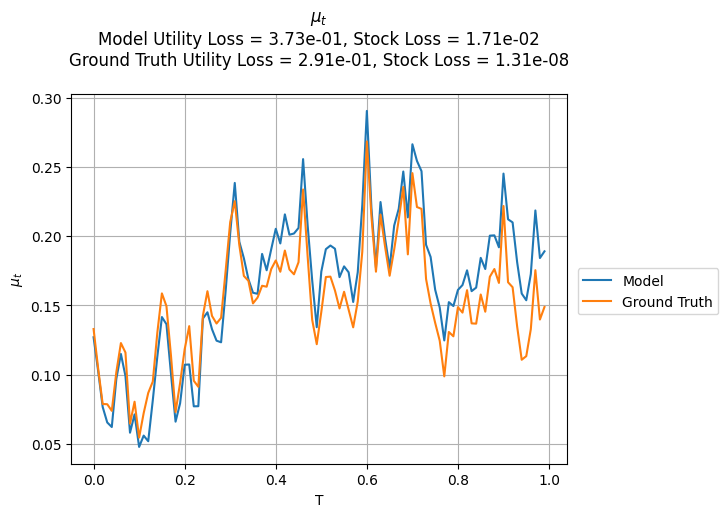 μₜ
Model Utility Loss = 3.73e-01, Stock Loss = 1.71e-02
Ground Truth Utility Loss = 2.91e-01, Stock Loss = 1.31e-08
0.30
0.25
0.20
0.15
0.10
0.05
μₜ
0.0
0.2
0.4
0.6
0.8
1.0
T
Model
Ground Truth